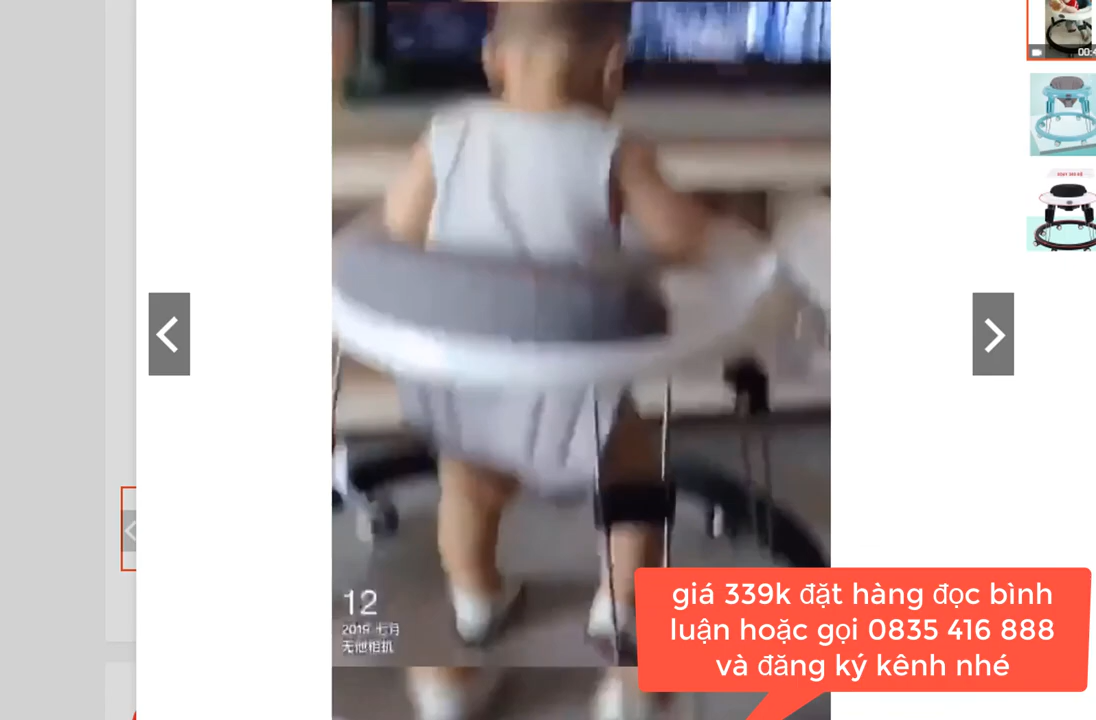 giá 339k đặt hàng đọc bình
luận hoặc gọi 0835 416 888
và đăng ký kênh nhé
12
2019 七月
无他相机